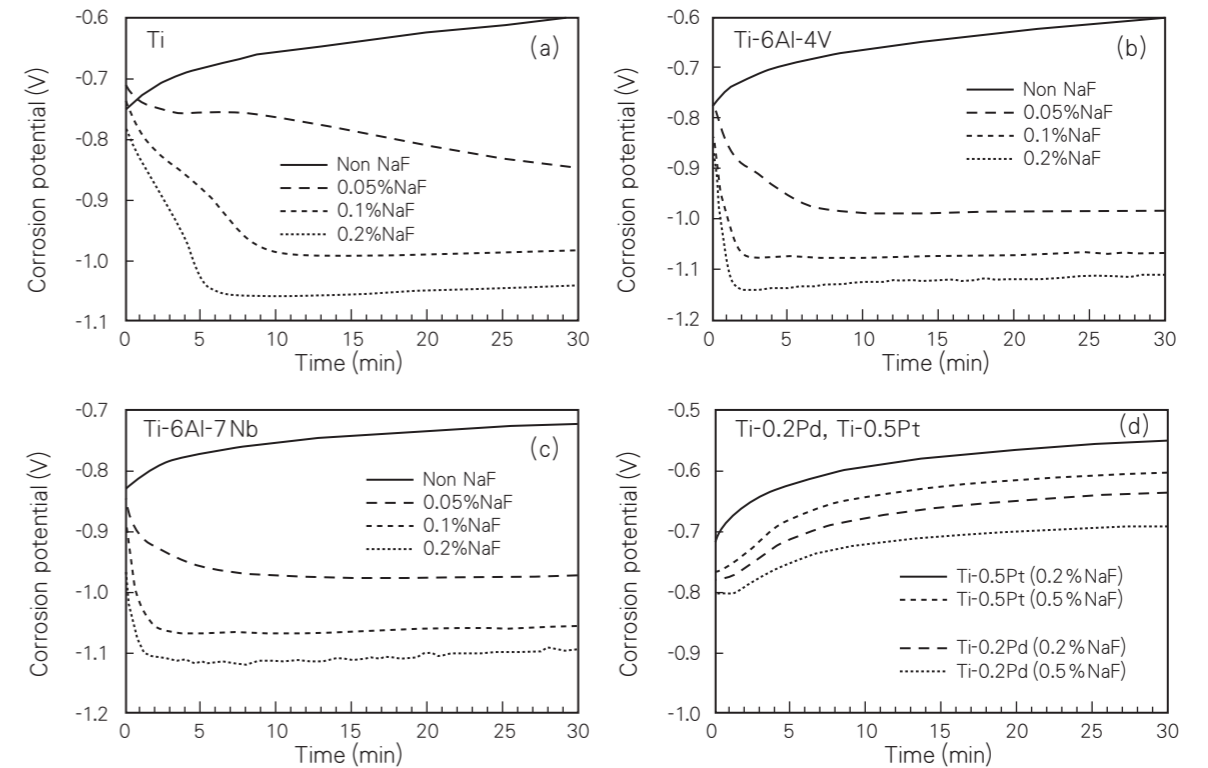 Ti
(a)
Corrosion potential (V)
-0.6
-0.7
-0.8
-0.9
-1.0
-1.1
Non NaF
0.05%NaF
0.1%NaF
0.2%NaF
0 5 10 15 20 25 30
Time (min)
Ti-6Al-4V
(b)
Corrosion potential (V)
-0.6
-0.7
-0.8
-0.9
-1.0
-1.1
-1.2
Non NaF
0.05%NaF
0.1%NaF
0.2%NaF
0 5 10 15 20 25 30
Time (min)
Ti-6Al-7Nb
(c)
Corrosion potential (V)
-0.7
-0.8
-0.9
-1.0
-1.1
-1.2
Non NaF
0.05%NaF
0.1%NaF
0.2%NaF
0 5 10 15 20 25 30
Time (min)
Ti-0.2Pd, Ti-0.5Pt
(d)
Corrosion potential (V)
-0.5
-0.6
-0.7
-0.8
-0.9
-1.0
Ti-0.5Pt (0.2%NaF)
Ti-0.5Pt (0.5%NaF)
Ti-0.2Pd (0.2%NaF)
Ti-0.2Pd (0.5%NaF)
0 5 10 15 20 25 30
Time (min)